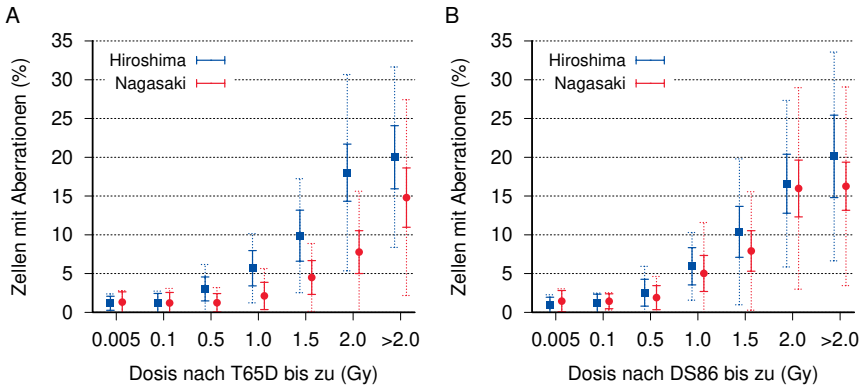 A
Zellen mit Aberrationen (%)
35
30
25
20
15
10
5
0
Hiroshima
Nagasaki
0.005 0.1 0.5 1.0 1.5 2.0 >2.0
Dosis nach T65D bis zu (Gy)
B
Zellen mit Aberrationen (%)
35
30
25
20
15
10
5
0
Hiroshima
Nagasaki
0.005 0.1 0.5 1.0 1.5 2.0 >2.0
Dosis nach DS86 bis zu (Gy)